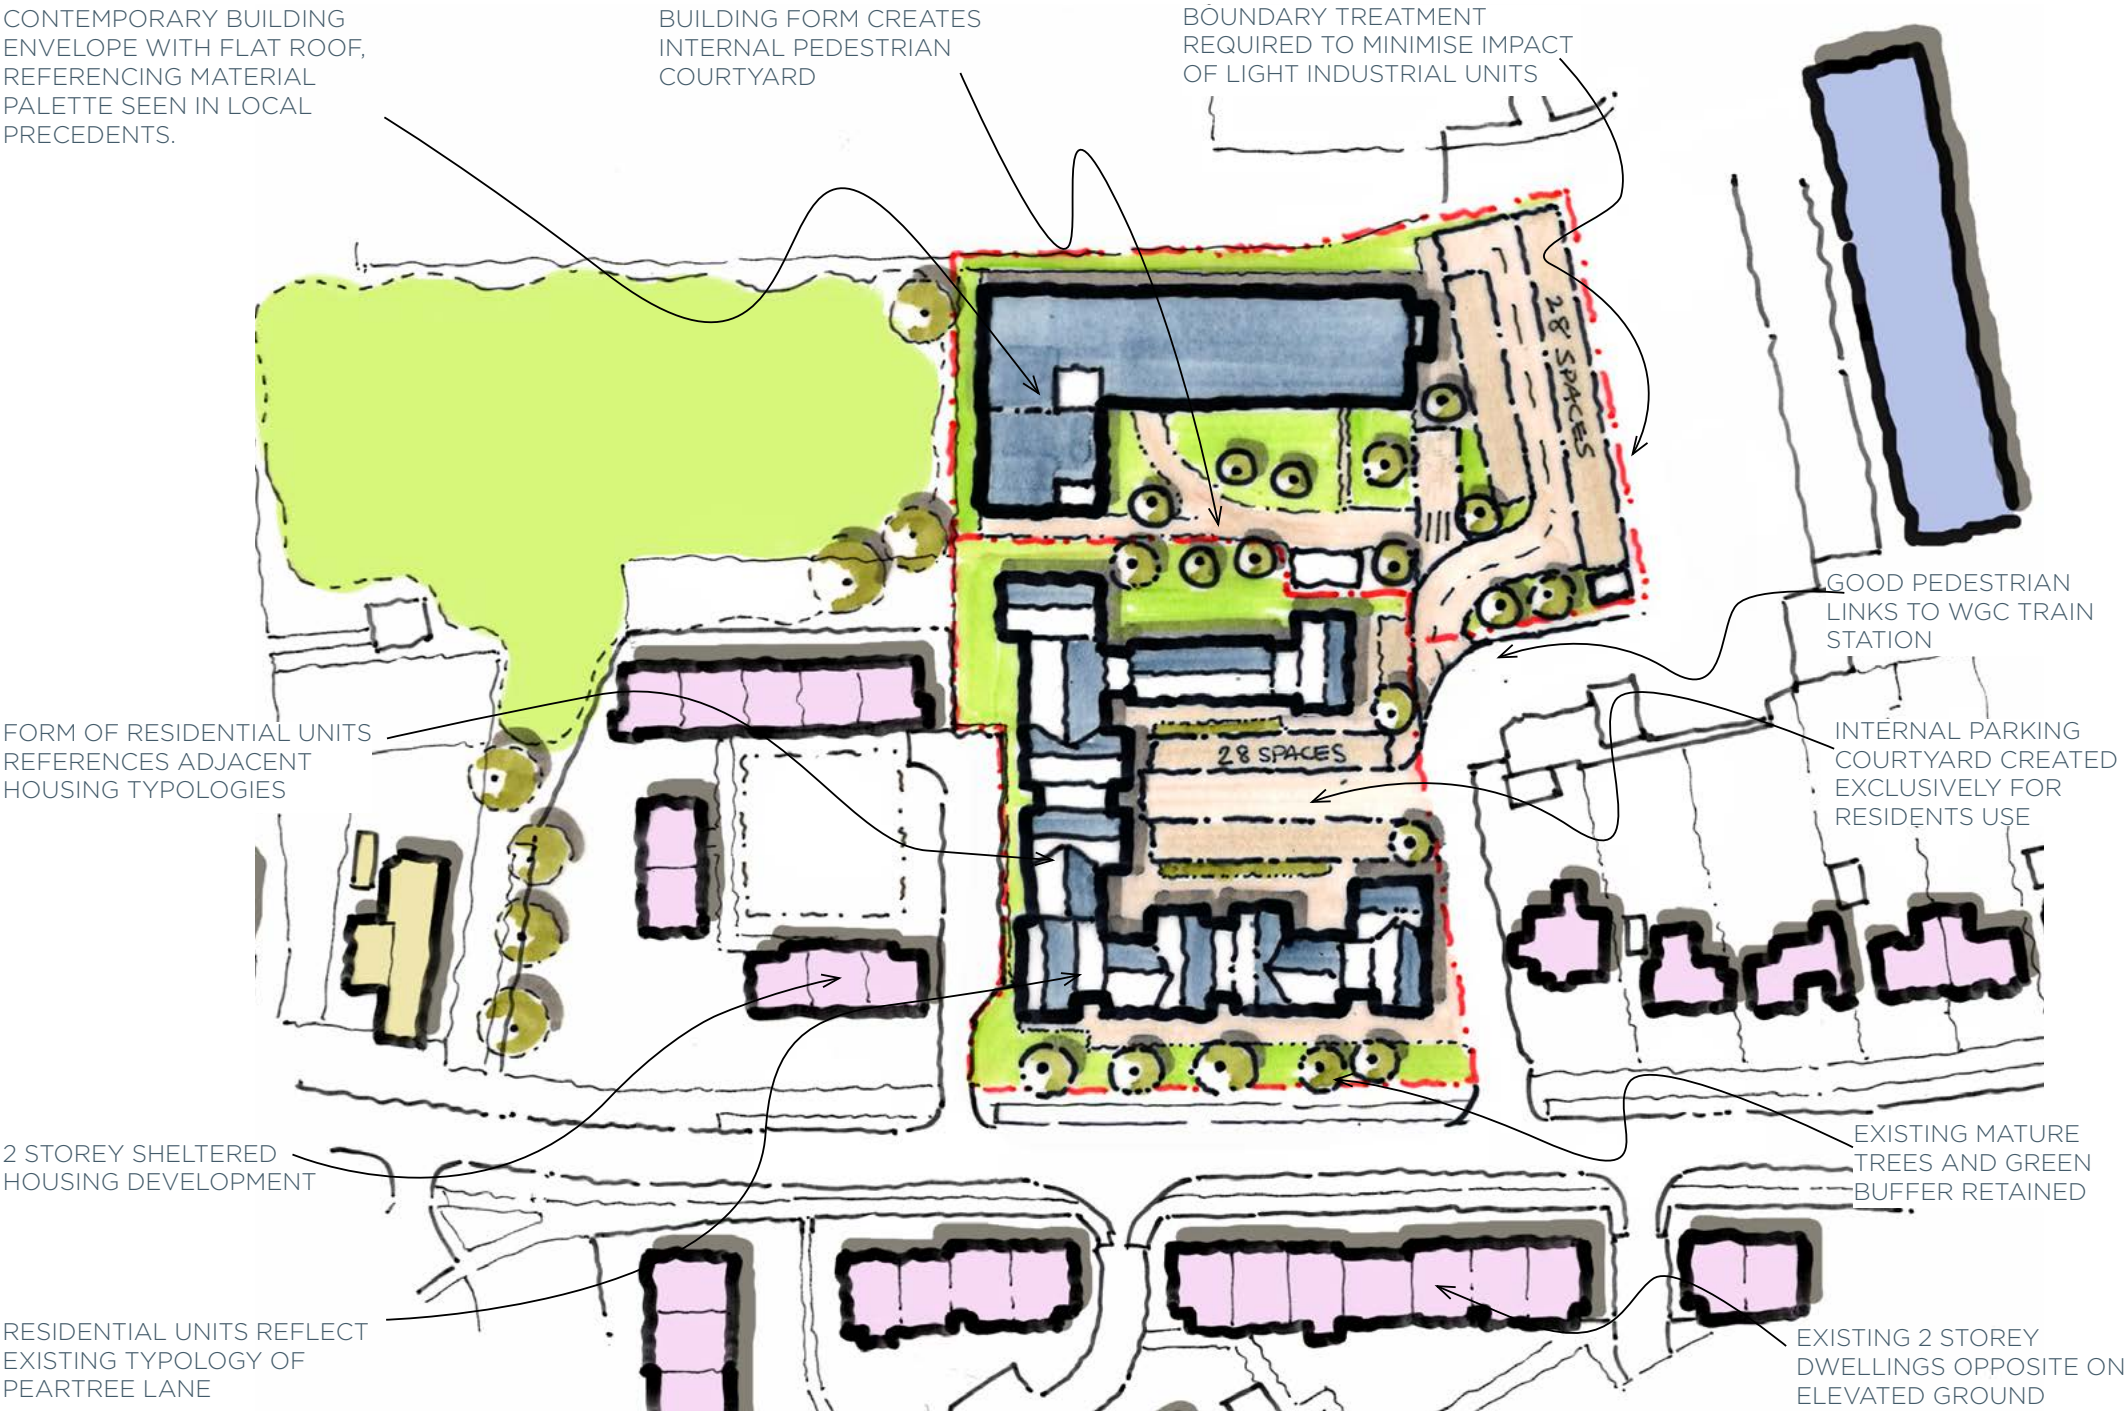 CONTEMPORARY BUILDING
ENVELOPE WITH FLAT ROOF,
REFERENCING MATERIAL
PALETTE SEEN IN LOCAL
PRECEDENTS.
BUILDING FORM CREATES
INTERNAL PEDESTRIAN
COURTYARD
BOUNDARY TREATMENT
REQUIRED TO MINIMISE IMPACT
OF LIGHT INDUSTRIAL UNITS
28 SPACES
GOOD PEDESTRIAN
LINKS TO WGC TRAIN
STATION
FORM OF RESIDENTIAL UNITS
REFERENCES ADJACENT
HOUSING TYPOLOGIES
28 SPACES
INTERNAL PARKING
COURTYARD CREATED
EXCLUSIVELY FOR
RESIDENTS USE
2 STOREY SHELTERED
HOUSING DEVELOPMENT
EXISTING MATURE
TREES AND GREEN
BUFFER RETAINED
RESIDENTIAL UNITS REFLECT
EXISTING TYPOLOGY OF
PEARTREE LANE
EXISTING 2 STOREY
DWELLINGS OPPOSITE ON
ELEVATED GROUND